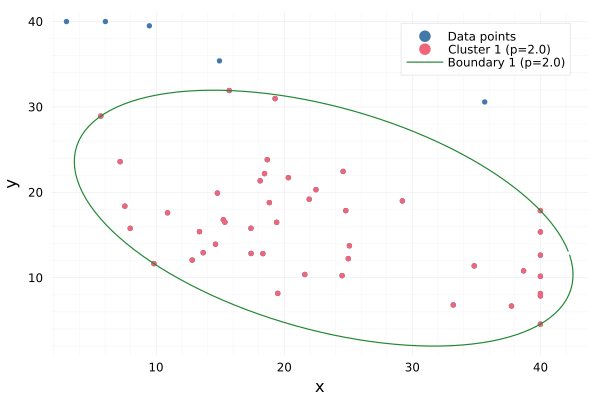 40
30
20
10
y
Data points
Cluster 1 (p=2.0)
Boundary 1 (p=2.0)
10 20 30 40
x